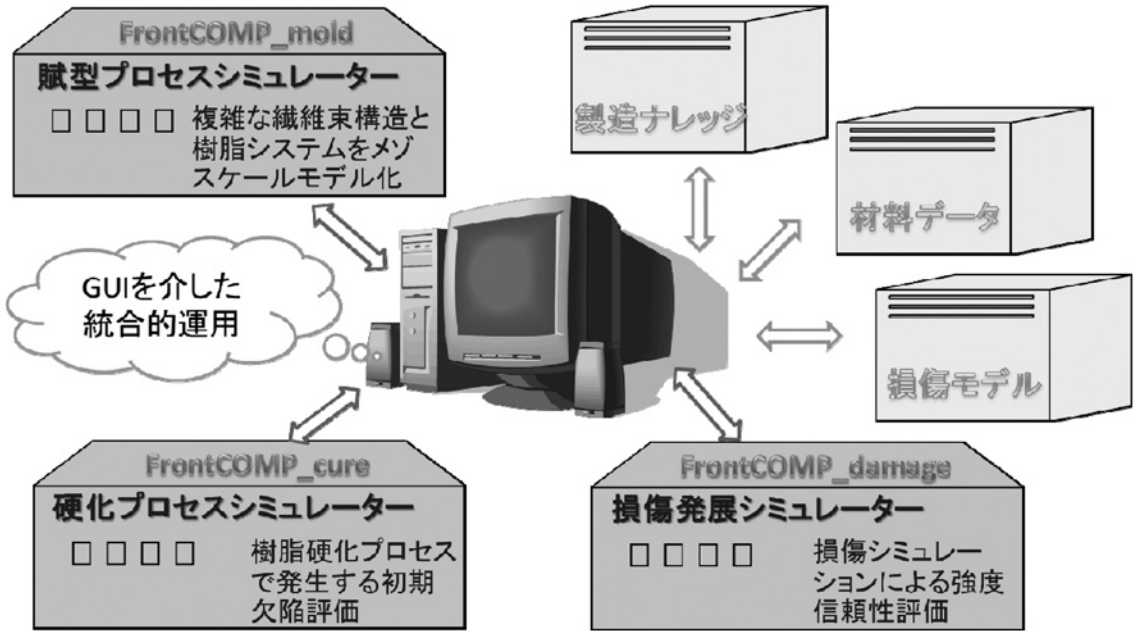 FrontCOMP_mold
賦型プロセスシミュレーター
□□□□ 複雑な繊維束構造と
樹脂システムをメゾ
スケールモデル化
製造ナレッジ
材料データ
損傷モデル
GUIを介した
統合的運用
FrontCOMP_cure
硬化プロセスシミュレーター
□□□□ 樹脂硬化プロセス
で発生する初期
欠陥評価
FrontCOMP_damage
損傷発展シミュレーター
□□□□ 損傷シミュレー
ションによる強度
信頼性評価